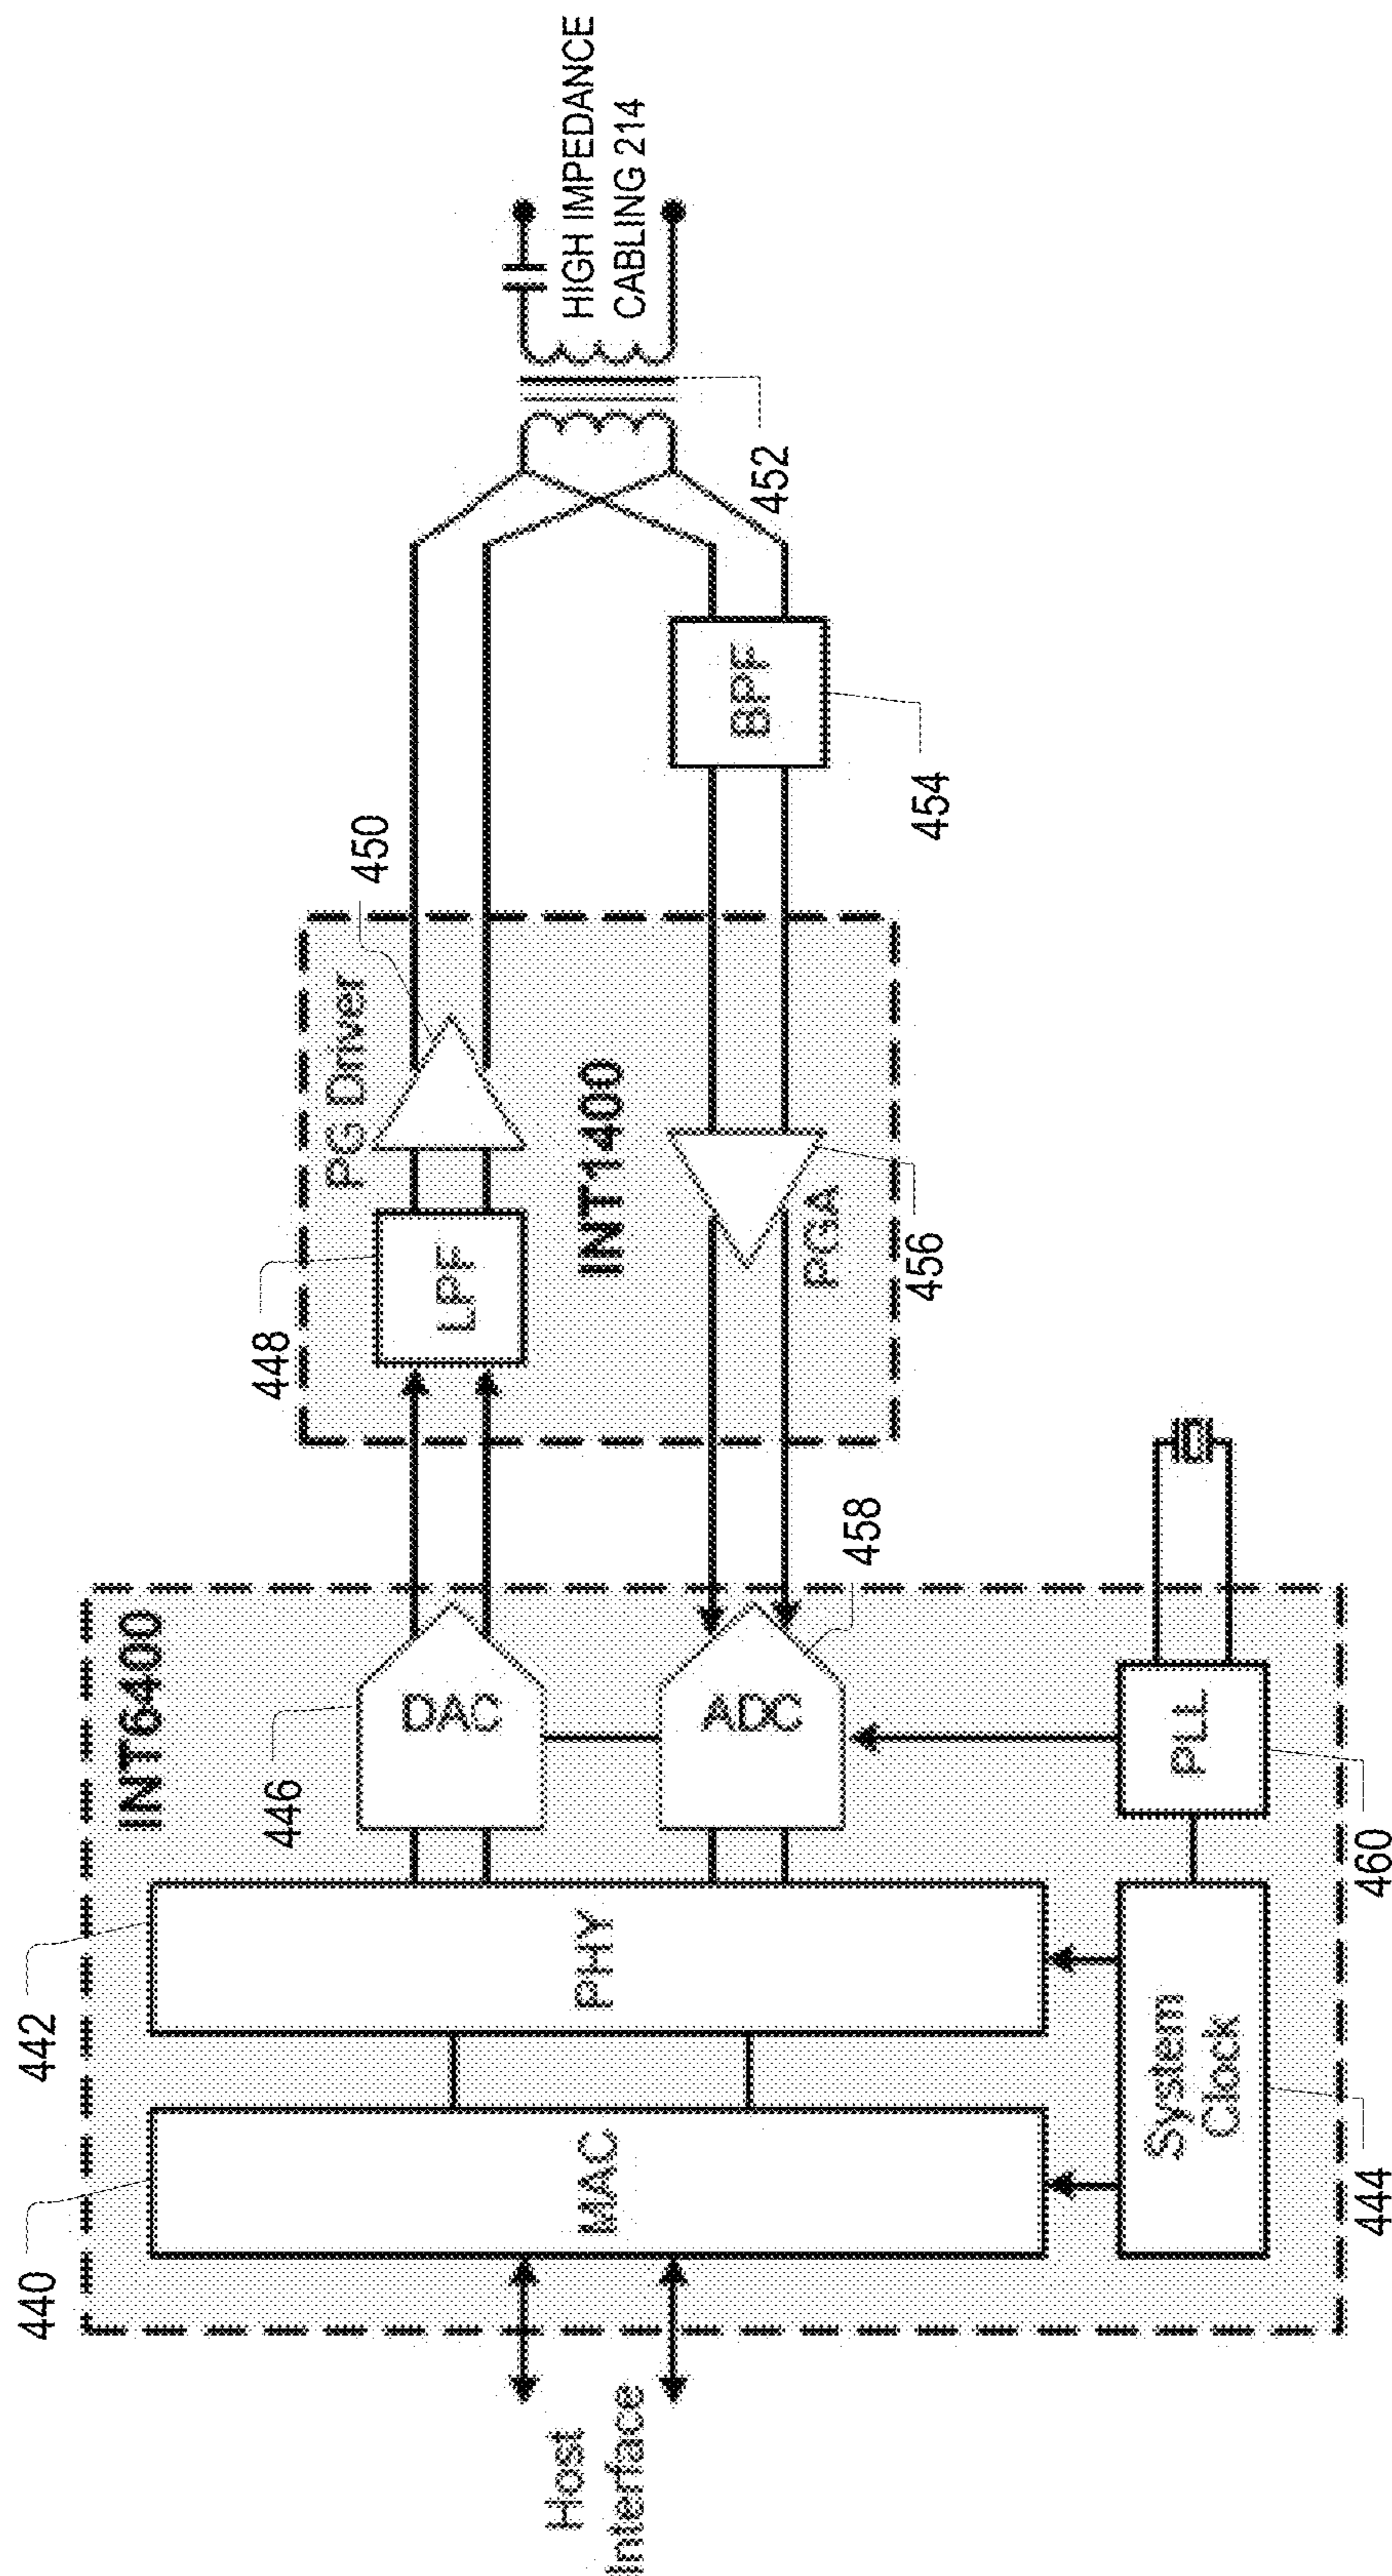 Host
Interface
440
MAC
442
PHY
444
System
Clock
INT6400
446
DAC
458
ADC
460
PLL
448
LPF
PG Driver
450
INT1400
456
PGA
454
BPF
452
HIGH IMPEDANCE
CABLING 214